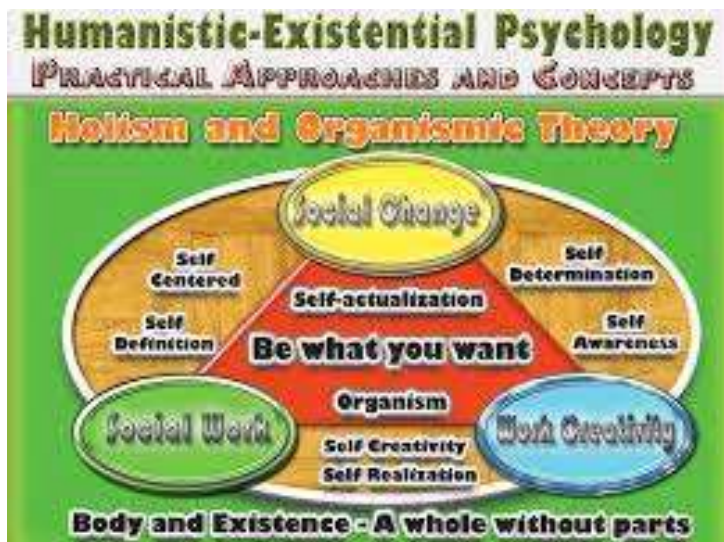 Humanistic-Existential Psychology
PRACTICAL APPROACHES AND CONCEPTS
Holism and Organismic Theory
Social Change
Self
Centered
Self
Determination
Self-actualization
Self
Definition
Be what you want
Self
Awareness
Organism
Social Work
Work Creativity
Self Creativity
Self Realization
Body and Existence - A whole without parts